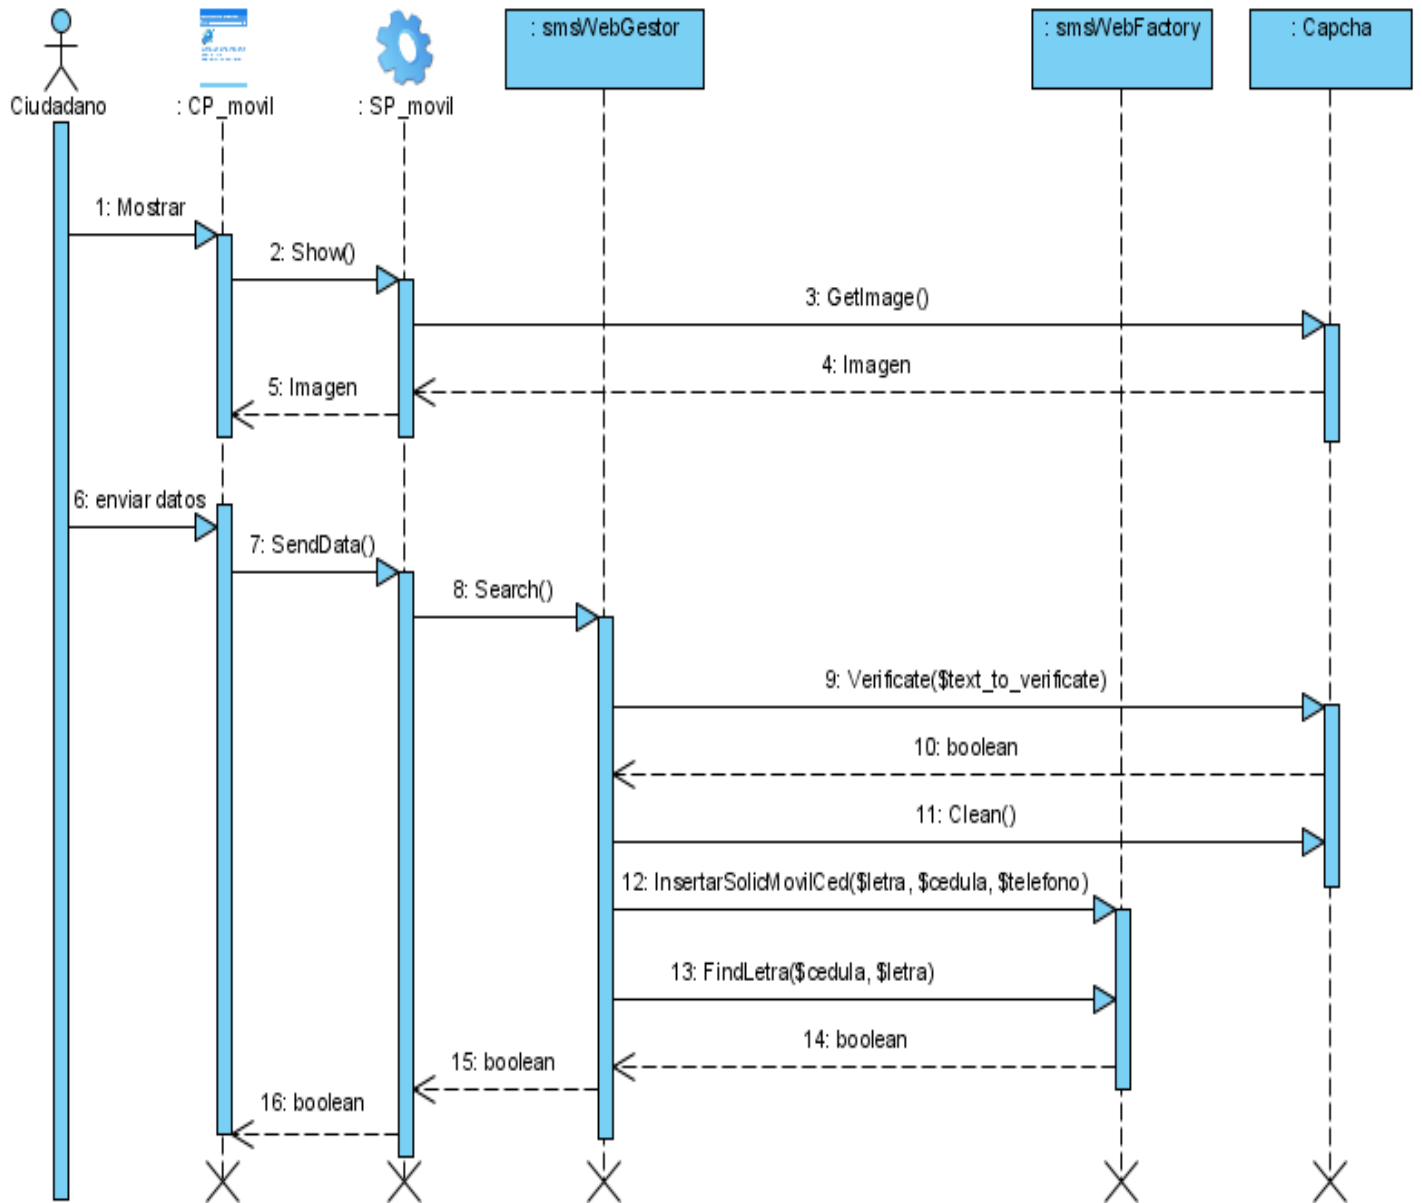 : smsWebGestor
: smsWebFactory
: Capcha
Ciudadano
: CP_movil
: SP_movil
1: Mostrar
2: Show()
3: GetImage()
4: Imagen
5: Imagen
6: enviar datos
7: SendData()
8: Search()
9: Verificate($text_to_verificate)
10: boolean
11: Clean()
12: InsertarSolicMovilCed($letra, $cedula, $telefono)
13: FindLetra($cedula, $letra)
14: boolean
15: boolean
16: boolean